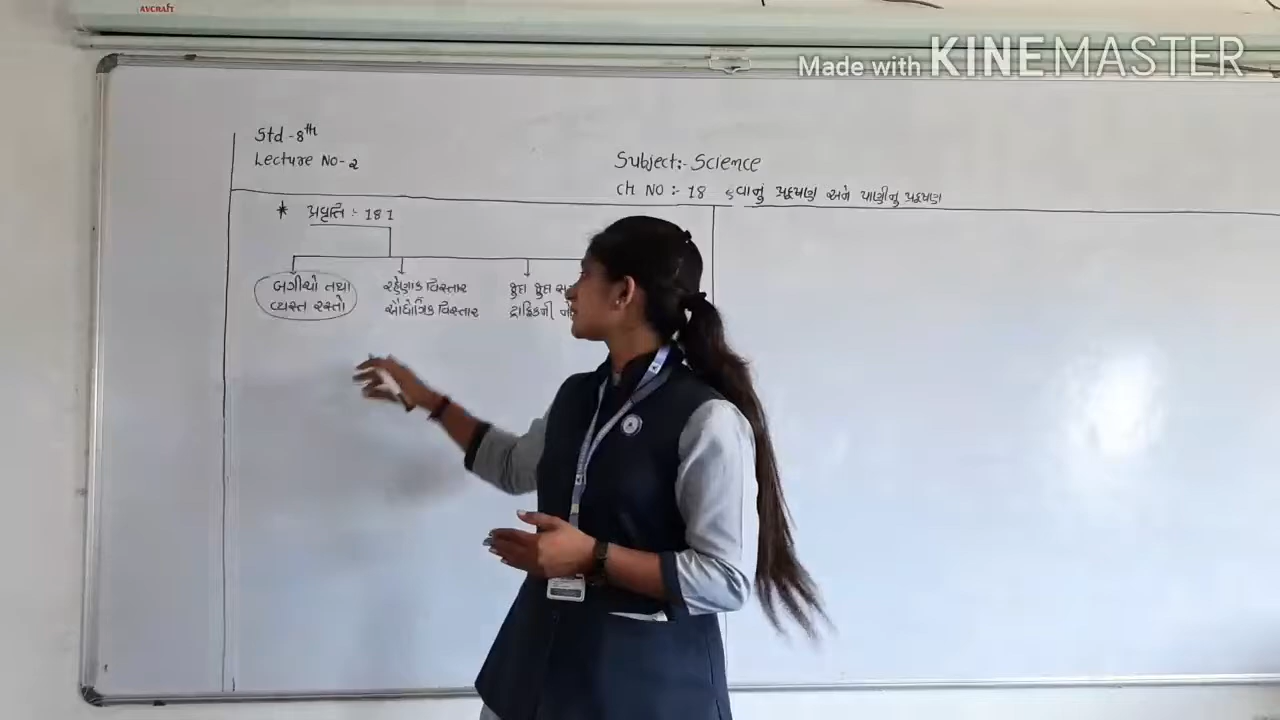 AVCRAFT
Made with KINEMASTER
Std - 8th
Lecture NO - 2
Subject:- Science
CH NO :- 18 હવાનું પ્રદૂષણ અને પાણીનું પ્રદૂષણ
* પ્રવૃત્તિ :- 18 1
બગીચો તથા
વ્યસ્ત રસ્તો
રહેણાક વિસ્તાર
ઔદ્યોગિક વિસ્તાર
જુદા જુદા
ટ્રાફિકની